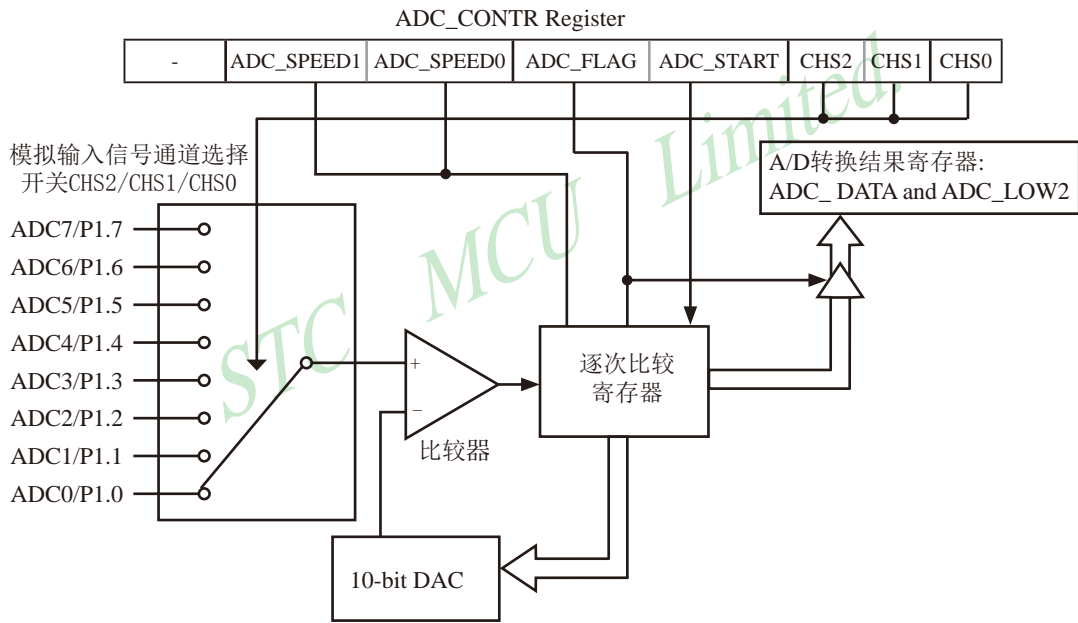 ADC_CONTR Register
- ADC_SPEED1 ADC_SPEED0 ADC_FLAG ADC_START CHS2 CHS1 CHS0
模拟输入信号通道选择
开关CHS2/CHS1/CHS0
A/D转换结果寄存器:
ADC_ DATA and ADC_LOW2
ADC7/P1.7
ADC6/P1.6
ADC5/P1.5
ADC4/P1.4
ADC3/P1.3
ADC2/P1.2
ADC1/P1.1
ADC0/P1.0
+
−
比较器
逐次比较
寄存器
10-bit DAC
STC MCU Limited.